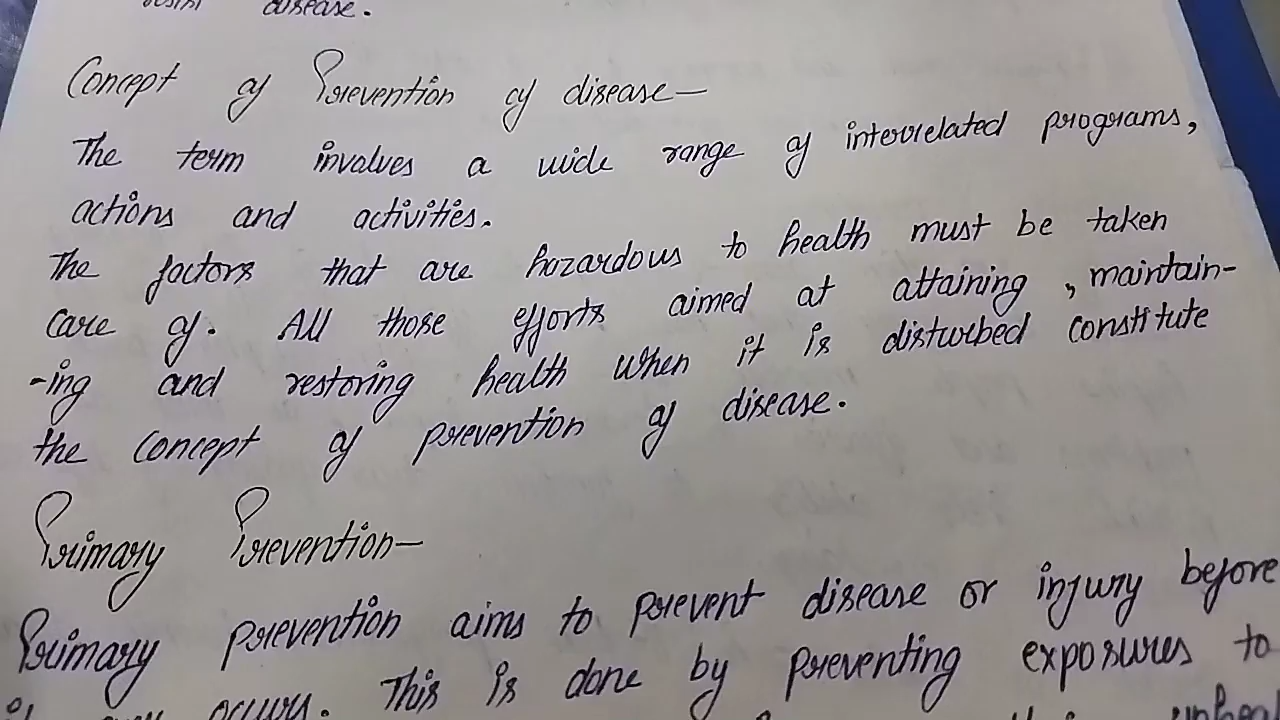 disease.
Concept of Prevention of disease—
The term involves a wide range of interrelated programs,
actions and activities.
The factors that are hazardous to health must be taken
care of. All those efforts aimed at attaining, maintain-
-ing and restoring health when it is disturbed constitute
the concept of prevention of disease.
Primary Prevention—
Primary prevention aims to prevent disease or injury before
occurs. This is done by preventing exposures to